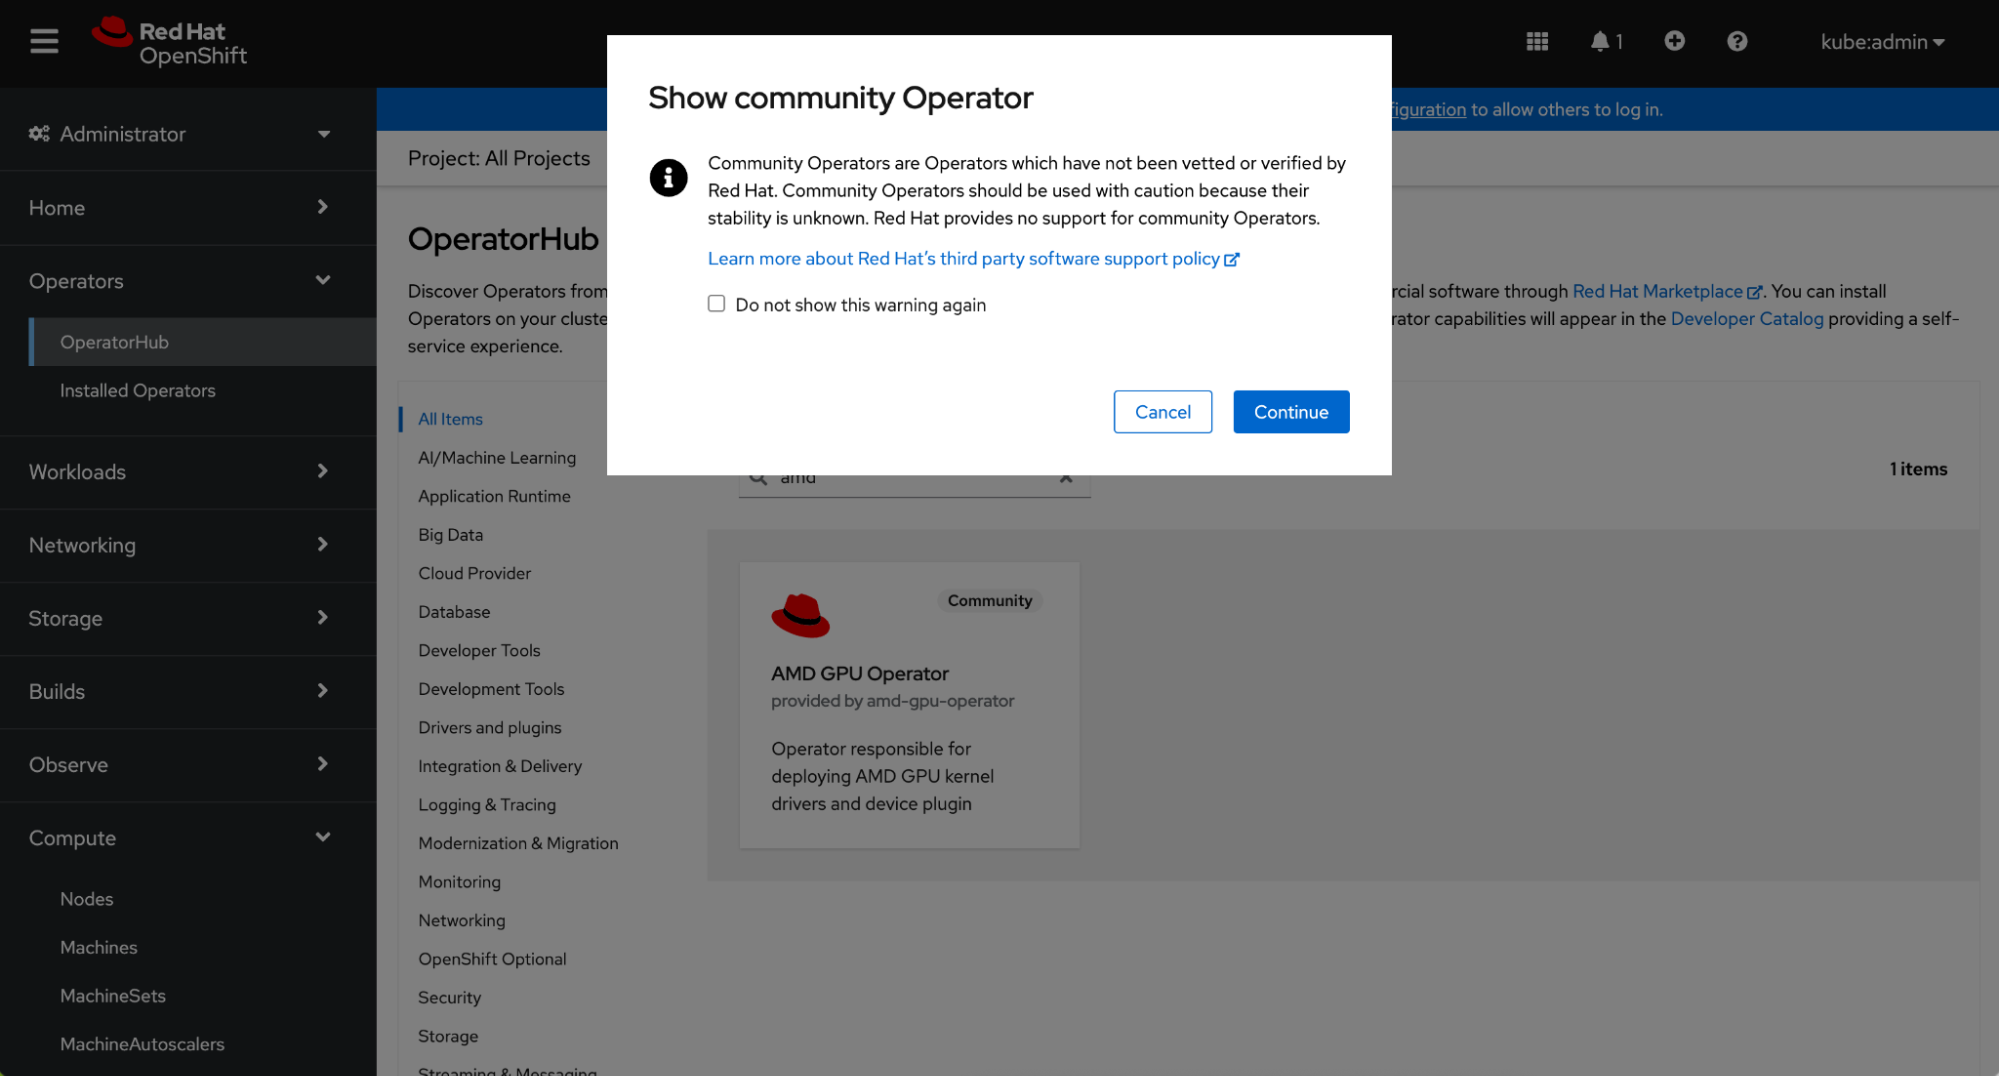 Red Hat
OpenShift
1
kube:admin
Administrator
Home
Operators
OperatorHub
Installed Operators
Workloads
Networking
Storage
Builds
Observe
Compute
Nodes
Machines
MachineSets
MachineAutoscalers
Show community Operator
Community Operators are Operators which have not been vetted or verified by
Red Hat. Community Operators should be used with caution because their
stability is unknown. Red Hat provides no support for community Operators.
Learn more about Red Hat’s third party software support policy
Do not show this warning again
Cancel
Continue
figuration to allow others to log in.
Project: All Projects
OperatorHub
Discover Operators from rcial software through Red Hat Marketplace. You can install
Operators on your cluste rator capabilities will appear in the Developer Catalog providing a self-
service experience.
All Items
AI/Machine Learning
Application Runtime
Big Data
Cloud Provider
Database
Developer Tools
Development Tools
Drivers and plugins
Integration & Delivery
Logging & Tracing
Modernization & Migration
Monitoring
Networking
OpenShift Optional
Security
Storage
Streaming & Messaging
amd
1 items
Community
AMD GPU Operator
provided by amd-gpu-operator
Operator responsible for
deploying AMD GPU kernel
drivers and device plugin